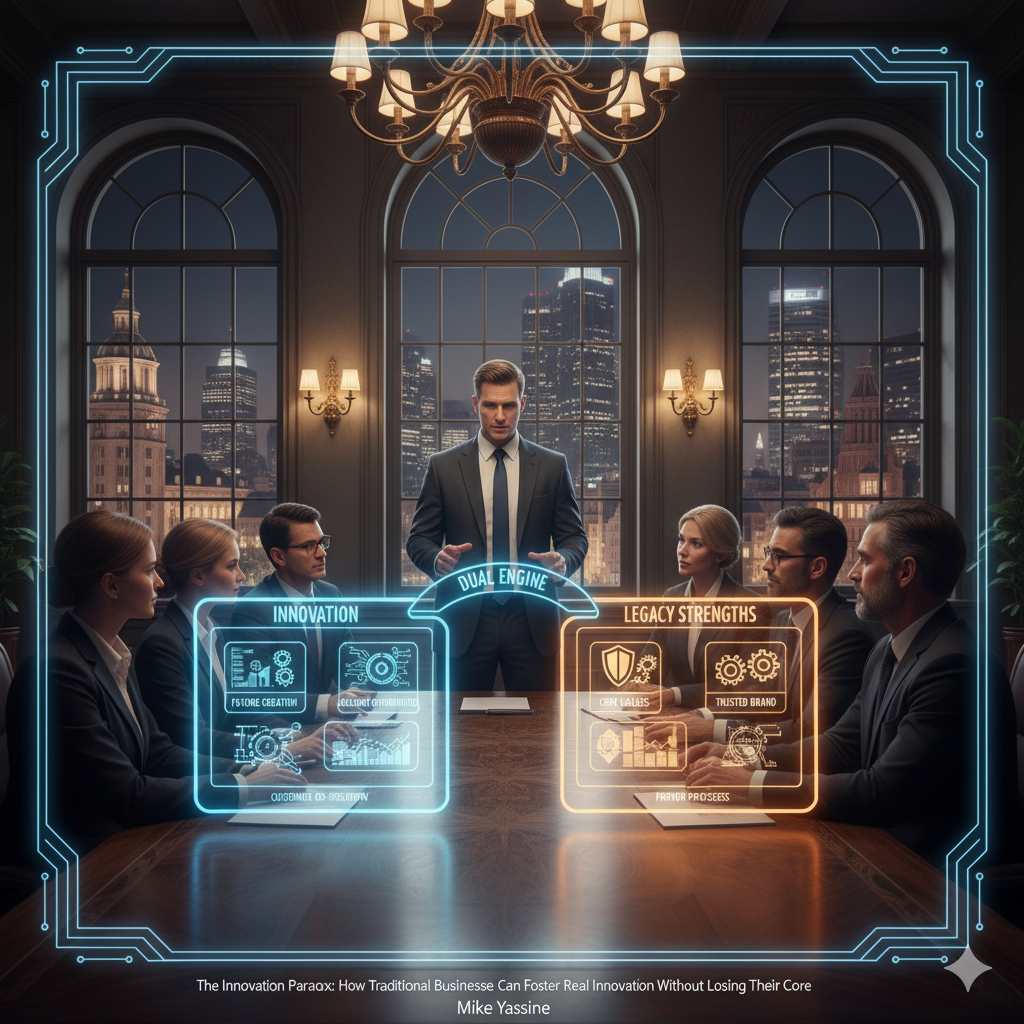 DUAL ENGINE
INNOVATION
LEGACY STRENGTHS
CREATION
TRUSTED BRAND
The Innovation Paraox: How Traditional Businesse Can Foster Real Innovation Without Losing Their Core
Mike Yassine